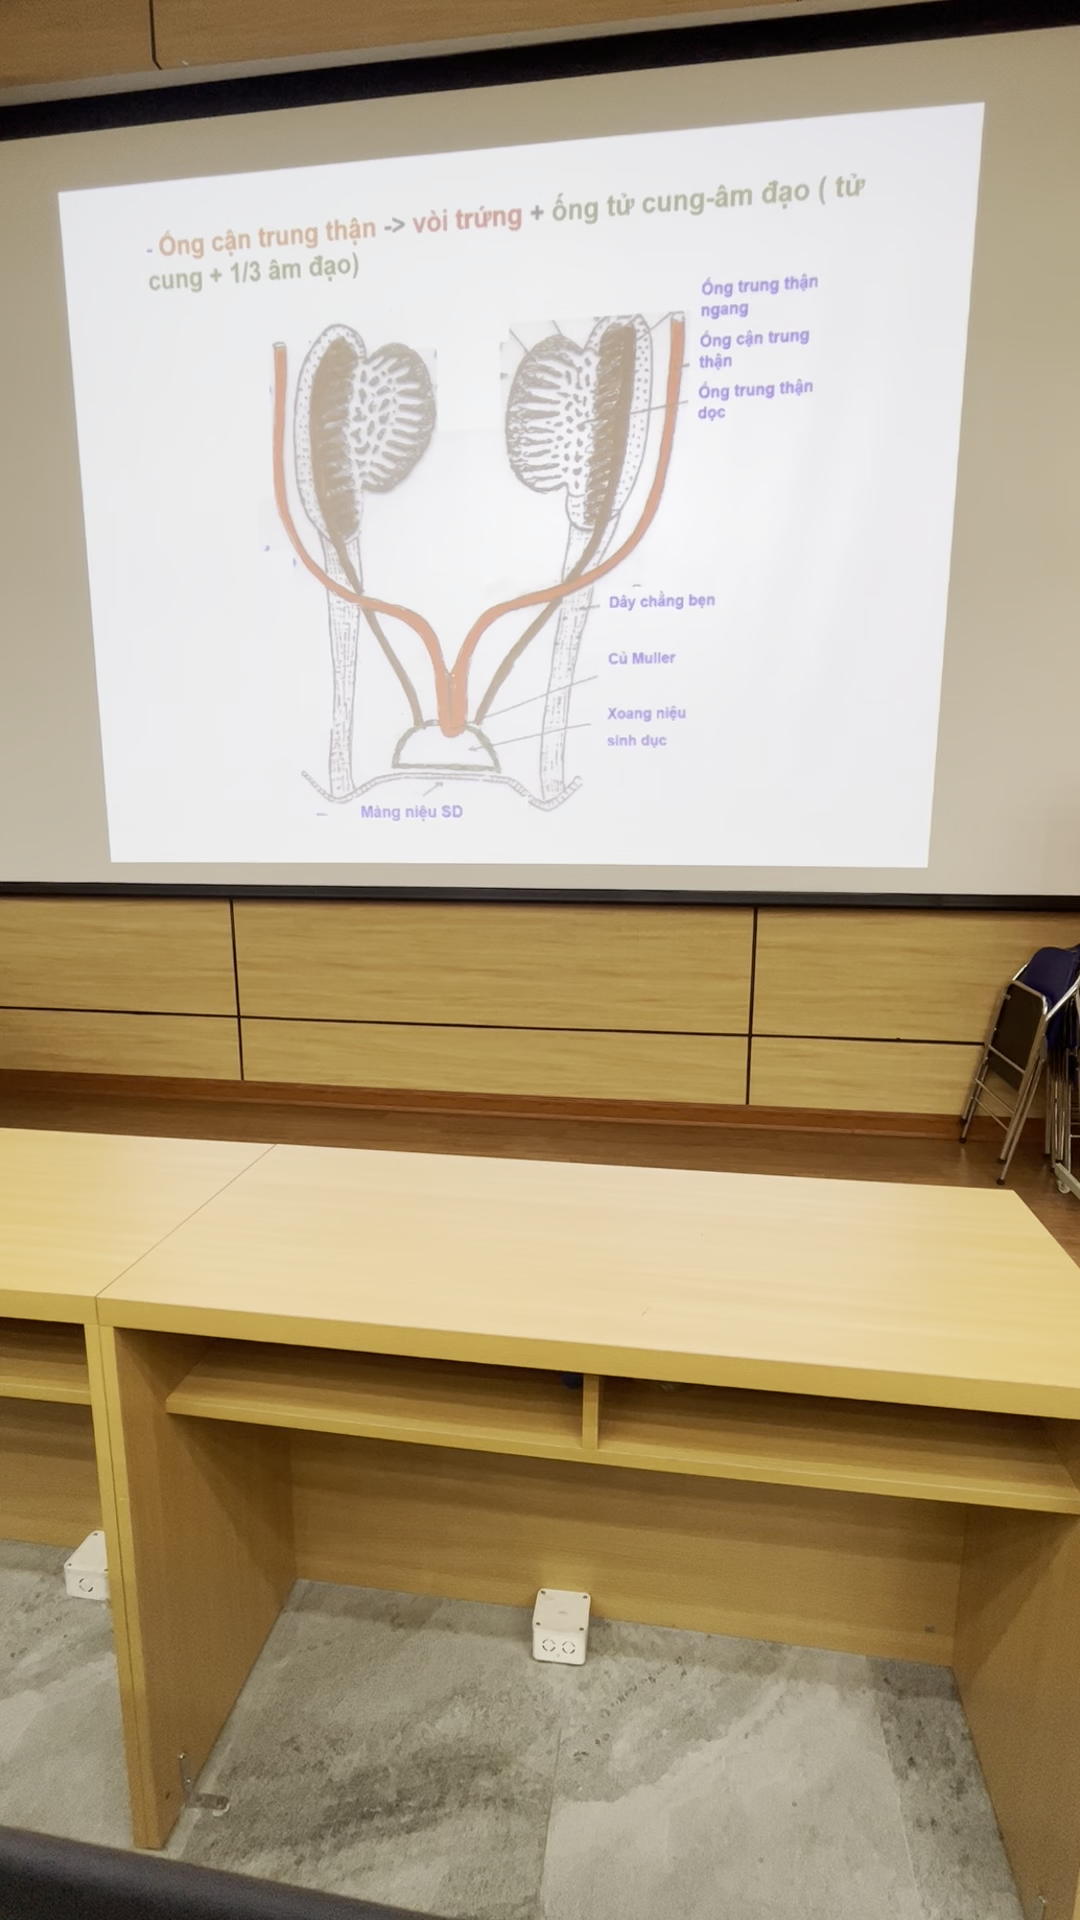 - Ống cận trung thận -> vòi trứng + ống tử cung-âm đạo ( tử
cung + 1/3 âm đạo)
Ống trung thận
ngang
Ống cận trung
thận
Ống trung thận
dọc
Dây chằng bẹn
Củ Muller
Xoang niệu
sinh dục
Màng niệu SD